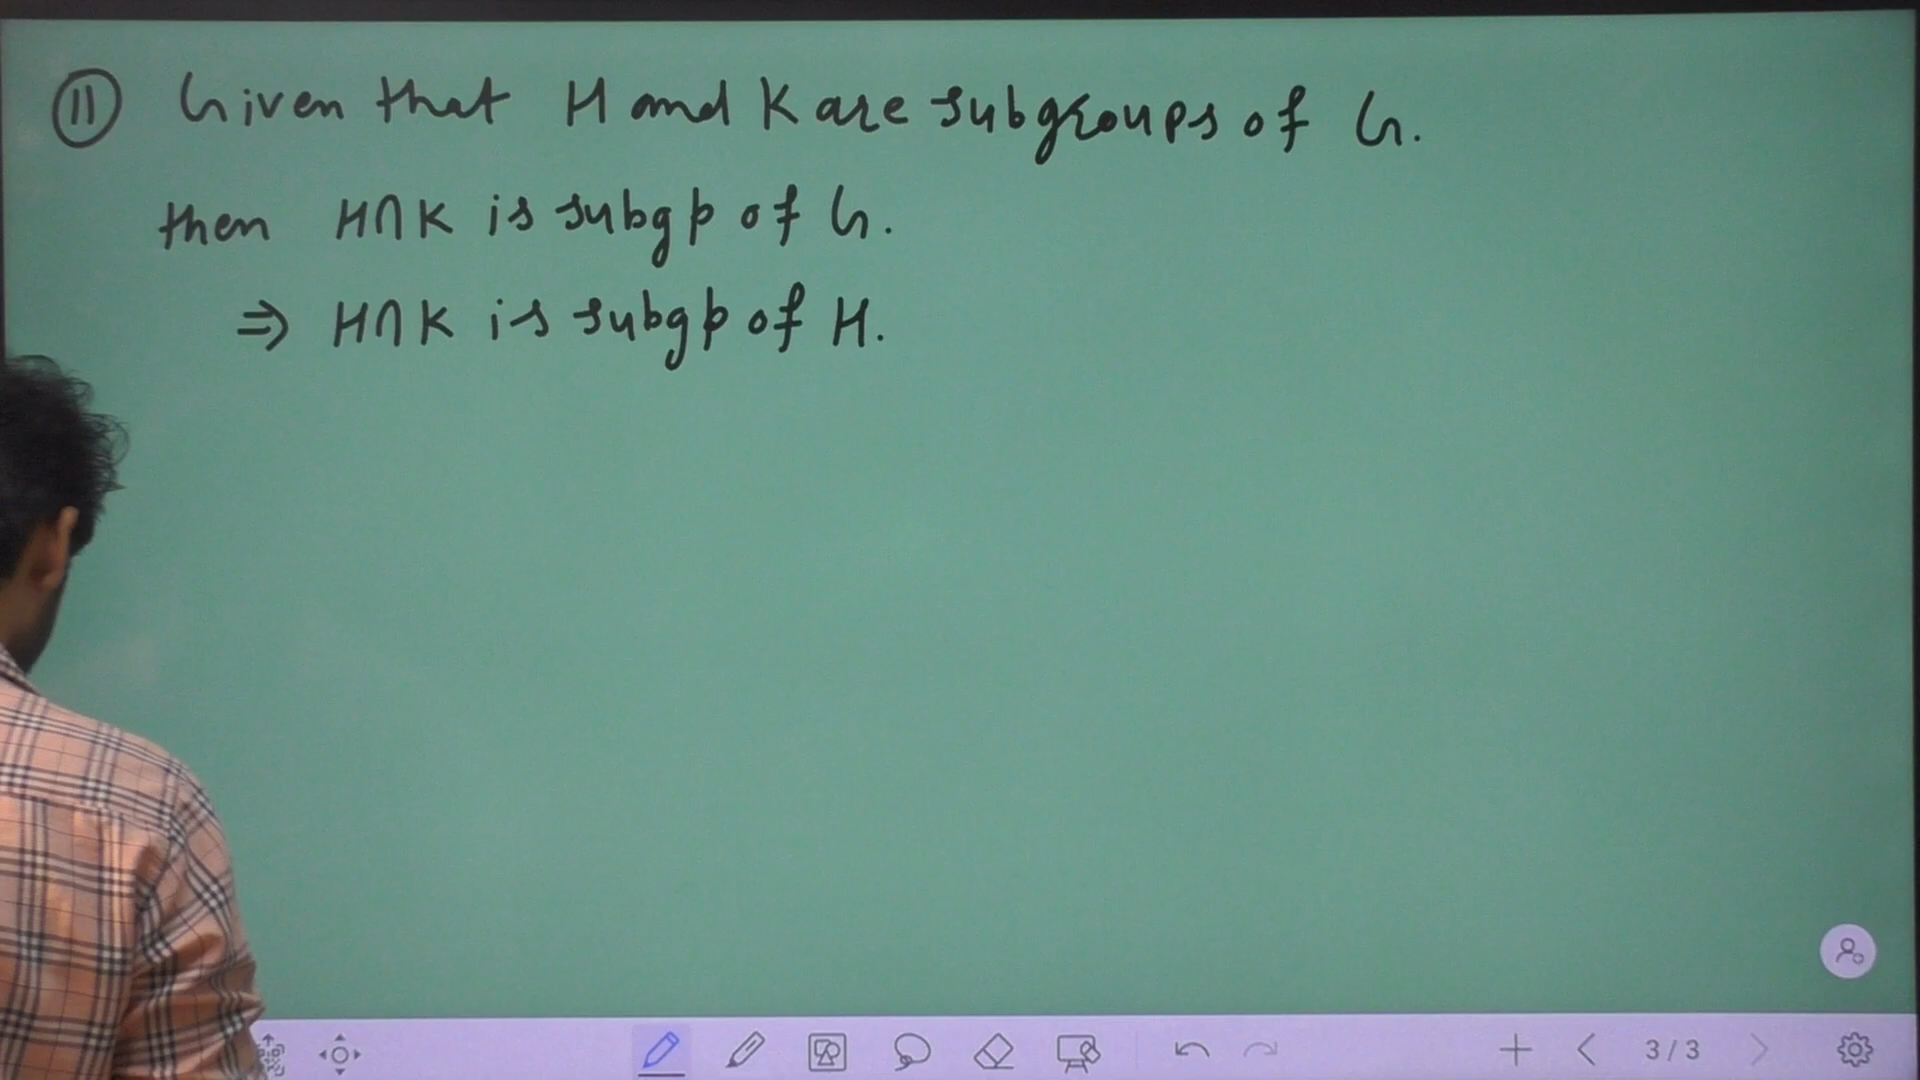 11 Given that H and K are subgroups of G.
then H∩K is subgp of G.
⇒ H∩K is subgp of H.
3/3